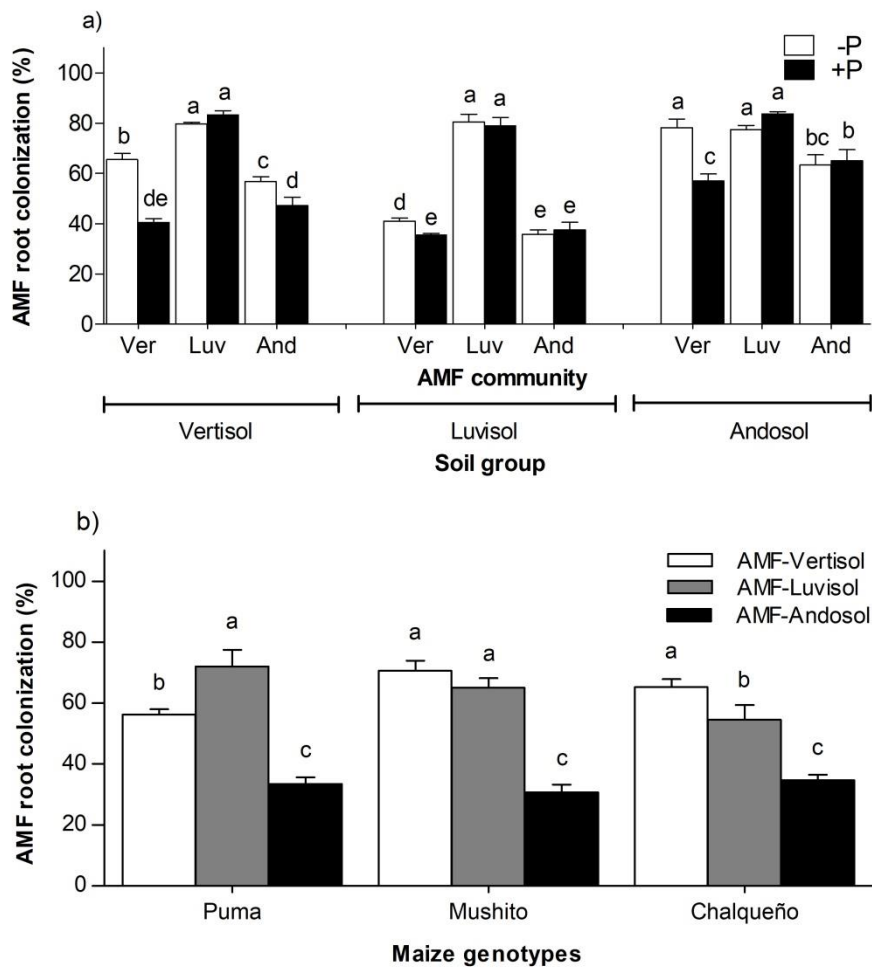 a)
-P
+P
AMF root colonization (%)
100
80
60
40
20
0
b
de
a
a
c
d
d
e
a
a
e
e
a
c
a
a
bc
b
Ver Luv And Ver Luv And Ver Luv And
AMF community
Vertisol Luvisol Andosol
Soil group
b)
AMF-Vertisol
AMF-Luvisol
AMF-Andosol
AMF root colonization (%)
100
80
60
40
20
0
b
a
c
a
a
c
a
b
c
Puma Mushito Chalqueño
Maize genotypes